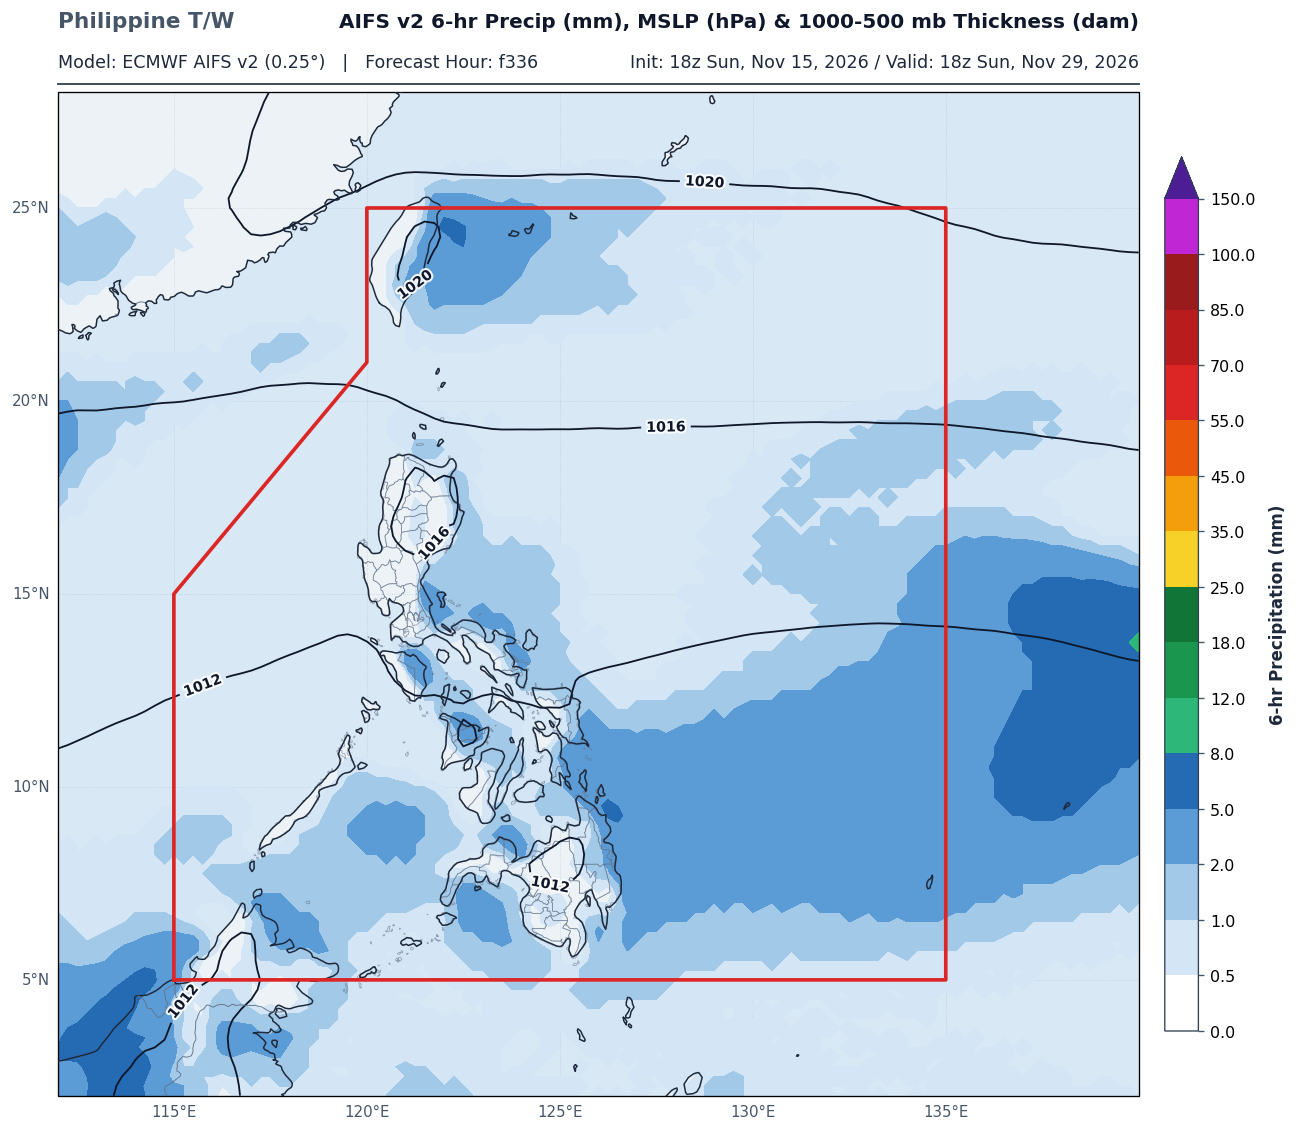 Philippine T/W
AIFS v2 6-hr Precip (mm), MSLP (hPa) & 1000-500 mb Thickness (dam)
Model: ECMWF AIFS v2 (0.25°) | Forecast Hour: f336
Init: 18z Sun, Nov 15, 2026 / Valid: 18z Sun, Nov 29, 2026
25°N
20°N
15°N
10°N
5°N
115°E
120°E
125°E
130°E
135°E
1020
1020
1016
1016
1012
1012
1012
150.0
100.0
85.0
70.0
55.0
45.0
35.0
25.0
18.0
12.0
8.0
5.0
2.0
1.0
0.5
0.0
6-hr Precipitation (mm)